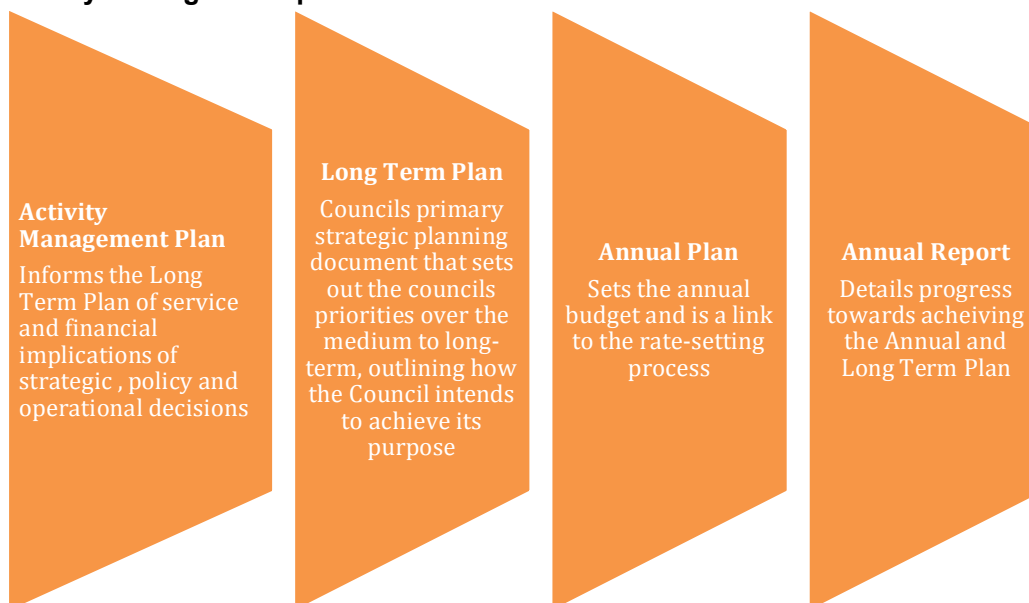 Activity
Management Plan
Informs the Long
Term Plan of service
and financial
implications of
strategic , policy and
operational decisions
Long Term Plan
Councils primary
strategic planning
document that sets
out the councils
priorities over the
medium to long-
term, outlining how
the Council intends
to achieve its
purpose
Annual Plan
Sets the annual
budget and is a link
to the rate-setting
process
Annual Report
Details progress
towards acheiving
the Annual and
Long Term Plan